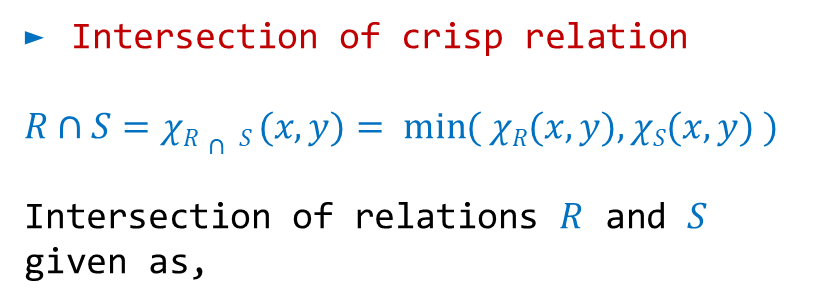 ► Intersection of crisp relation
R ∩ S = χ_{R ∩ S}(x, y) = min( χ_R(x, y), χ_S(x, y) )
Intersection of relations R and S
given as,